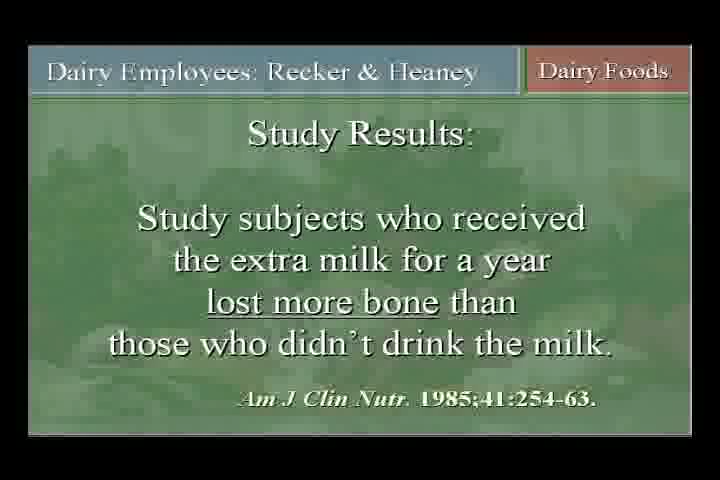 Dairy Employees: Recker & Heaney
Dairy Foods
Study Results:
Study subjects who received
the extra milk for a year
lost more bone than
those who didn't drink the milk.
Am J Clin Nutr. 1985;41:254-63.